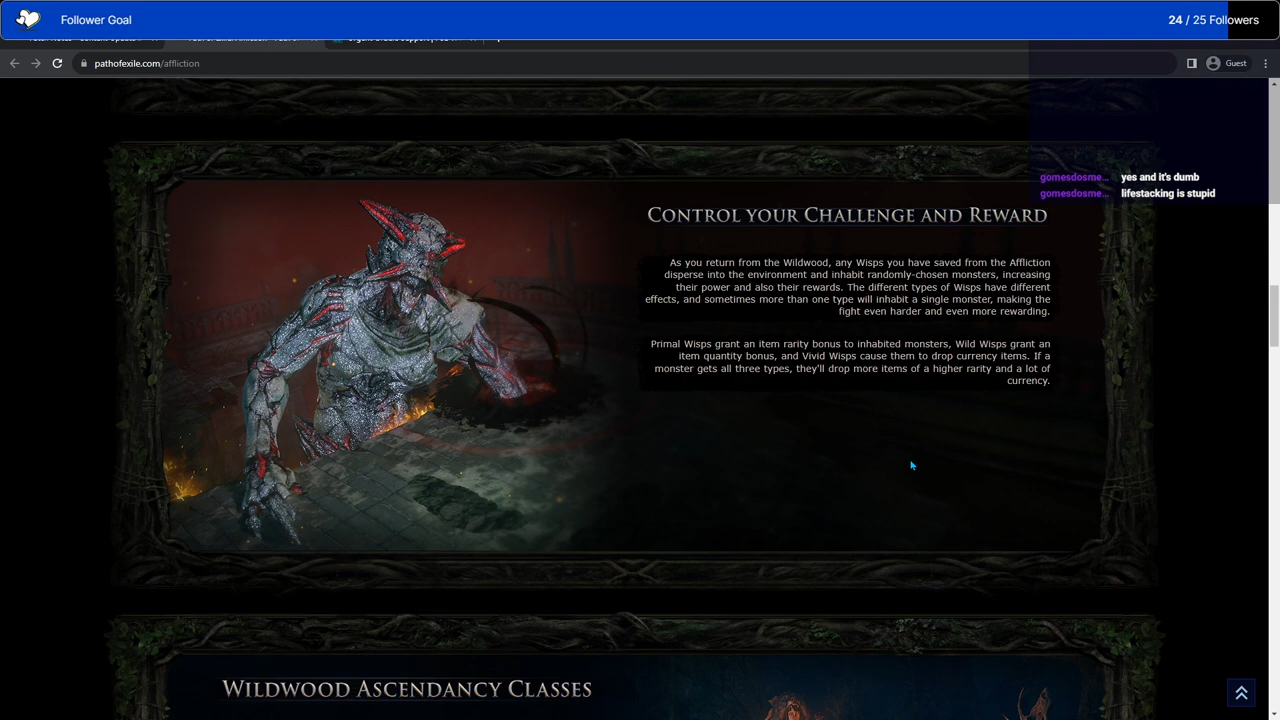 Follower Goal
24 / 25 Followers
pathofexile.com/affliction
Guest
gomesdosme... yes and it's dumb
gomesdosme... lifestacking is stupid
Control your Challenge and Reward
As you return from the Wildwood, any Wisps you have saved from the Affliction
disperse into the environment and inhabit randomly-chosen monsters, increasing
their power and also their rewards. The different types of Wisps have different
effects, and sometimes more than one type will inhabit a single monster, making the
fight even harder and even more rewarding.
Primal Wisps grant an item rarity bonus to inhabited monsters, Wild Wisps grant an
item quantity bonus, and Vivid Wisps cause them to drop currency items. If a
monster gets all three types, they'll drop more items of a higher rarity and a lot of
currency.
Wildwood Ascendancy Classes